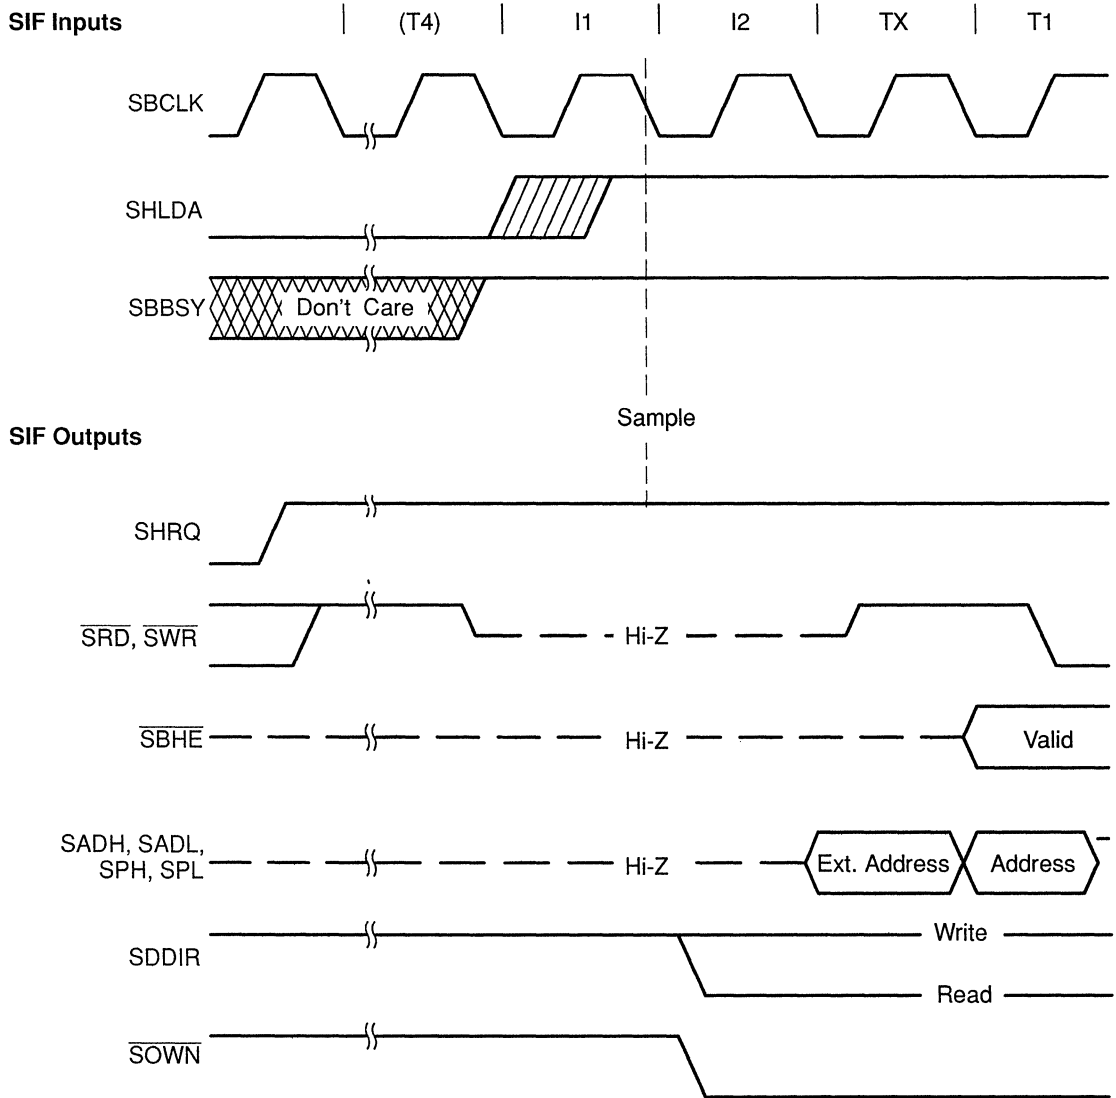 SIF Inputs
(T4) I1 I2 TX T1
SBCLK
SHLDA
SBBSY Don't Care
Sample
SIF Outputs
SHRQ
SRD, SWR Hi-Z
SBHE Hi-Z Valid
SADH, SADL,
SPH, SPL Hi-Z Ext. Address Address
SDDIR Write
Read
SOWN